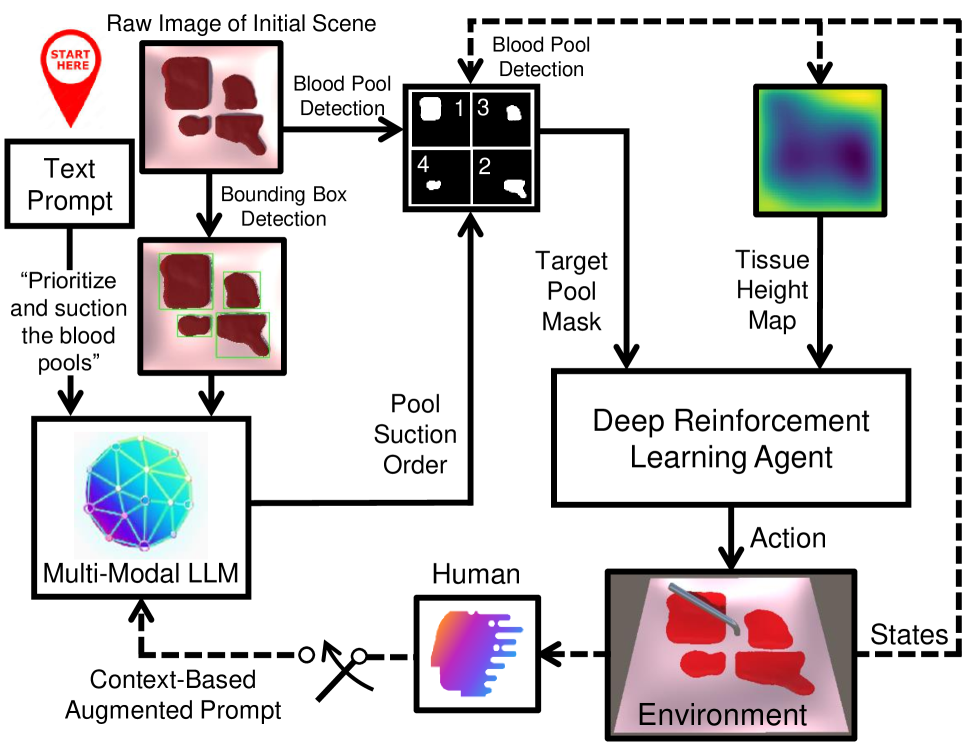 Raw Image of Initial Scene
START
HERE
Text
Prompt
Blood Pool
Detection
Blood Pool
Detection
1
3
4
2
Bounding Box
Detection
“Prioritize
and suction
the blood
pools”
Target
Pool
Mask
Tissue
Height
Map
Pool
Suction
Order
Deep Reinforcement
Learning Agent
Multi-Modal LLM
Action
Human
States
Context-Based
Augmented Prompt
Environment